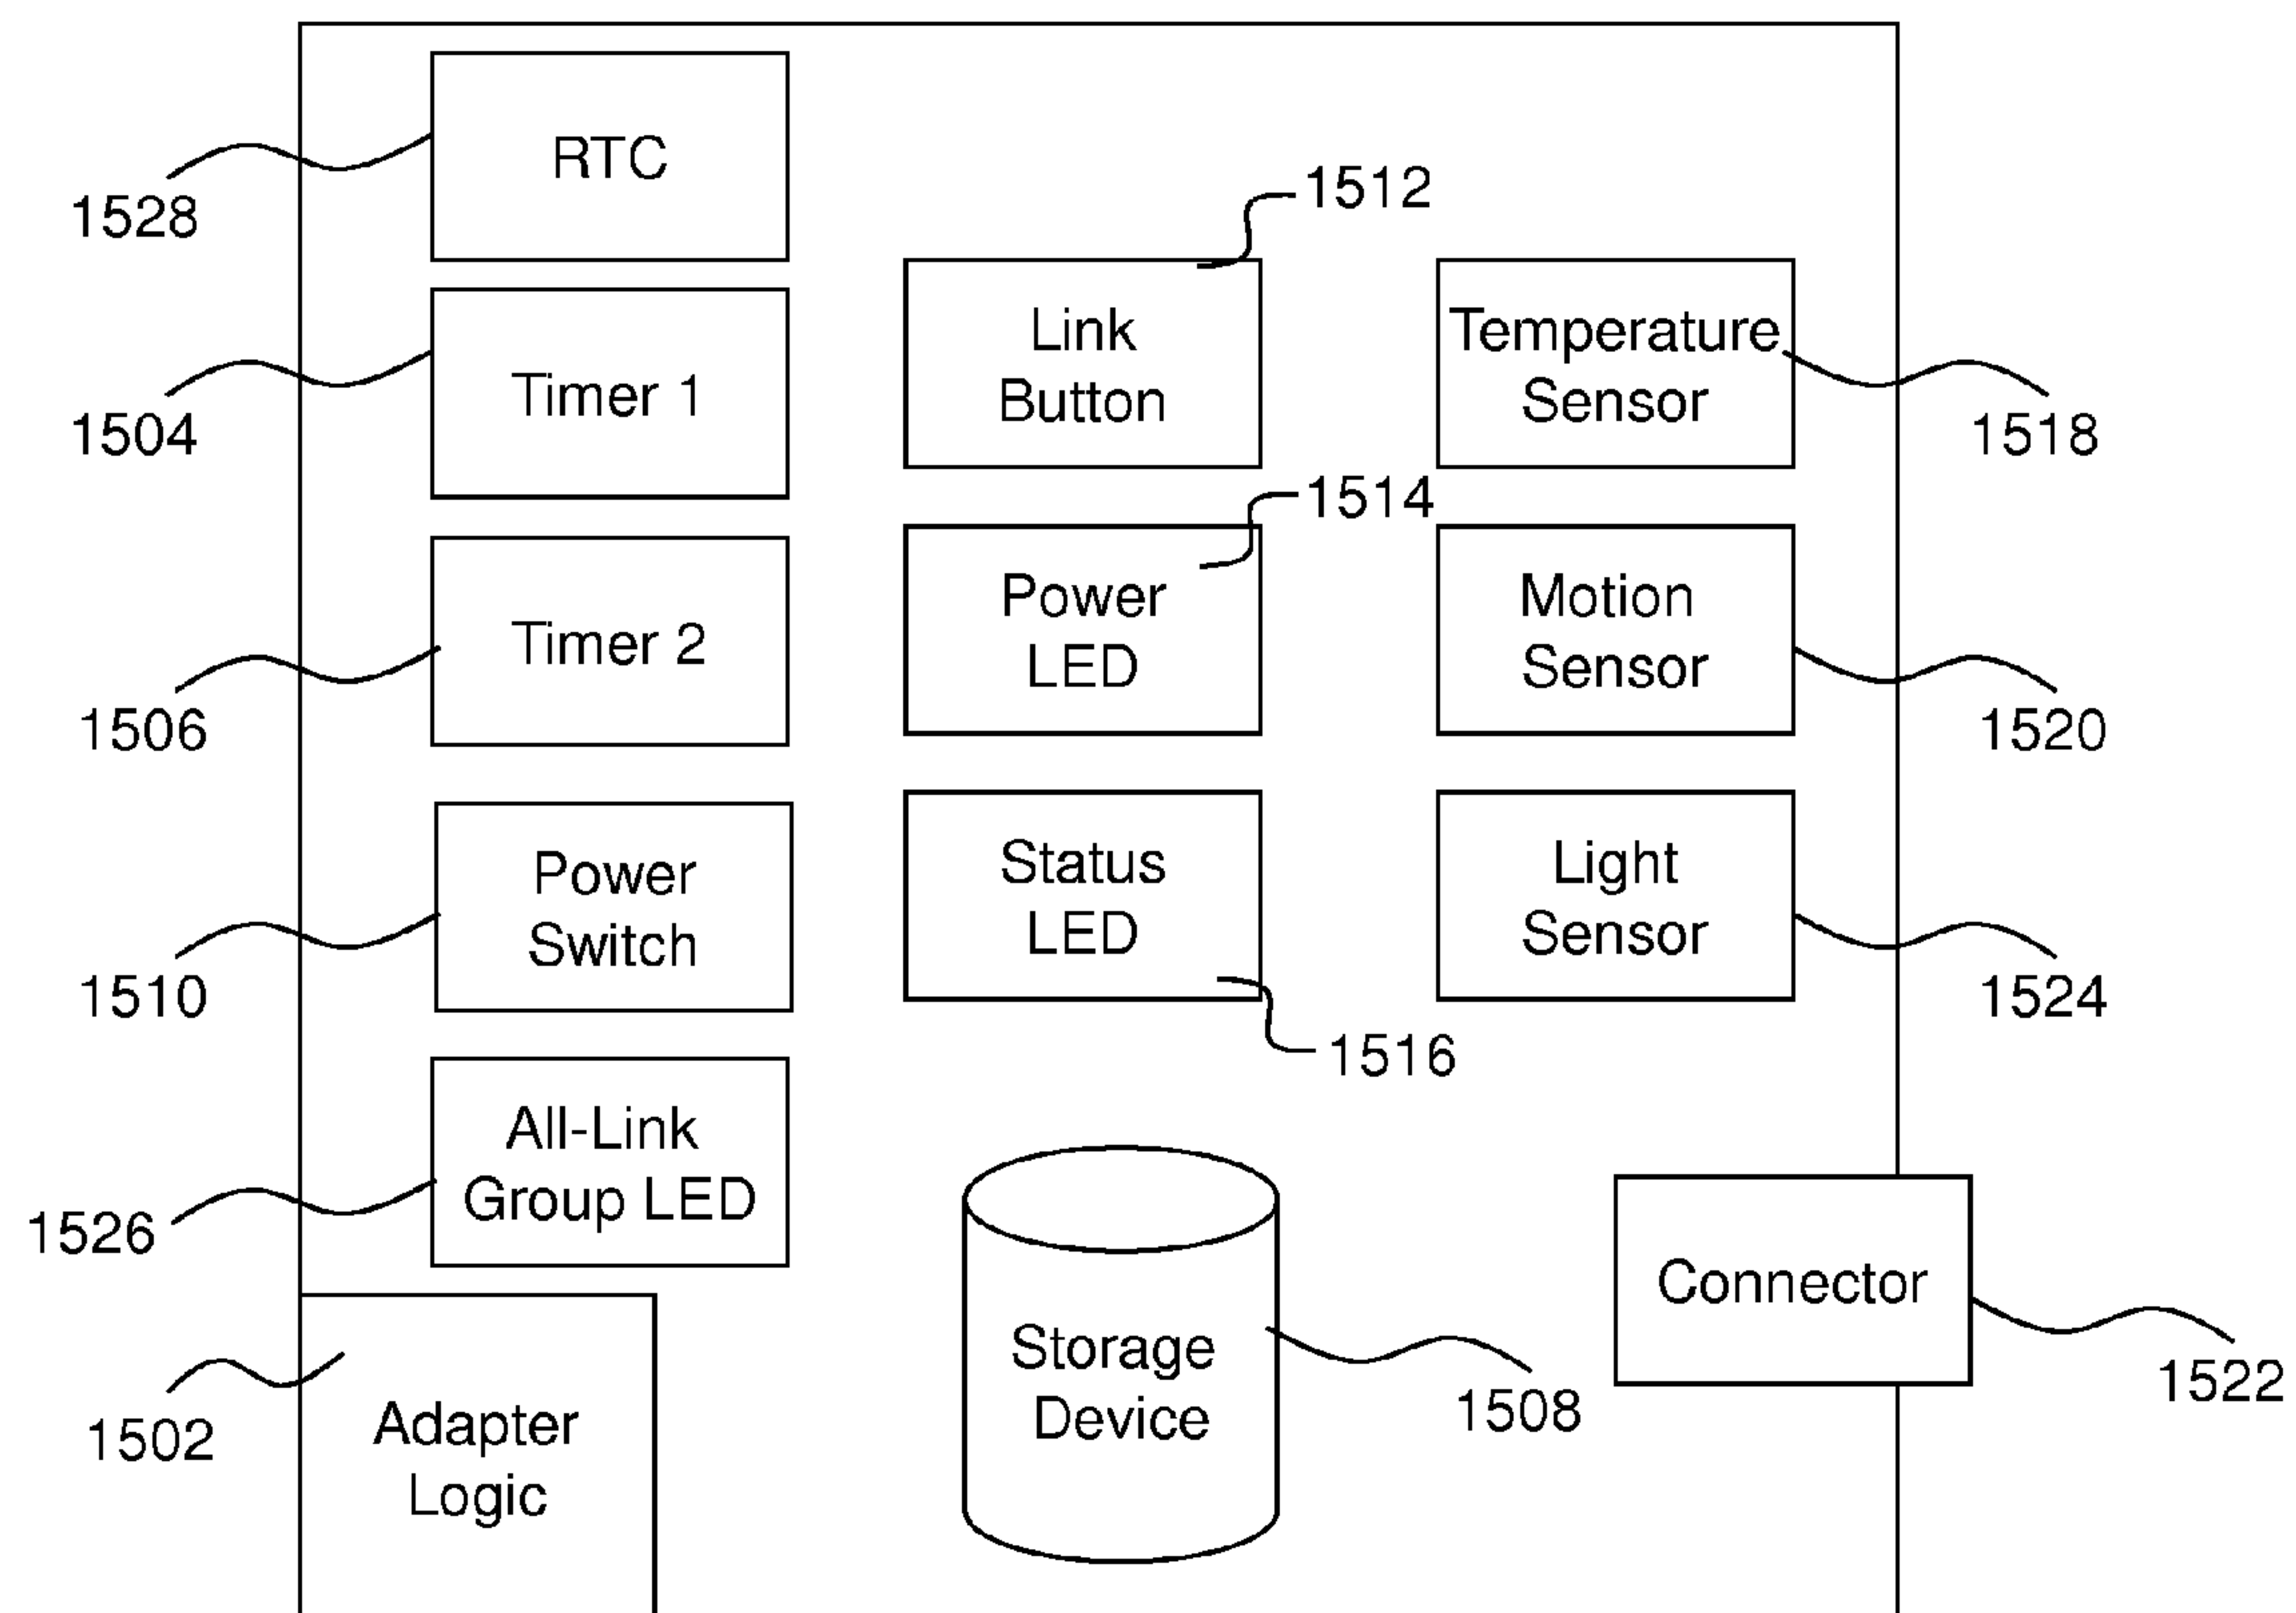 RTC
1528
1512
Link
Button
Temperature
Sensor
1518
Timer 1
1504
1514
Power
LED
Motion
Sensor
1520
Timer 2
1506
Status
LED
Light
Sensor
1524
Power
Switch
1510
1516
All-Link
Group LED
1526
Connector
1522
Storage
Device
1508
Adapter
Logic
1502